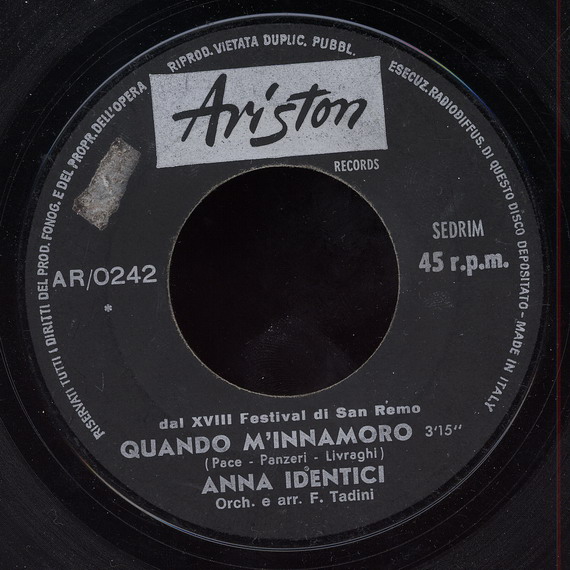 RISERVATI TUTTI I DIRITTI DEL PROD. FONOG. E DEL PROPR. DELL'OPERA
RIPROD. VIETATA DUPLIC. PUBBL.
ESECUZ. RADIODIFFUS. DI QUESTO DISCO DEPOSITATO - MADE IN ITALY
Ariston
RECORDS
SEDRIM
45 r.p.m.
AR/0242
*
dal XVIII Festival di San Remo
QUANDO M'INNAMORO 3'15"
(Pace - Panzeri - Livraghi)
ANNA IDENTICI
Orch. e arr. F. Tadini